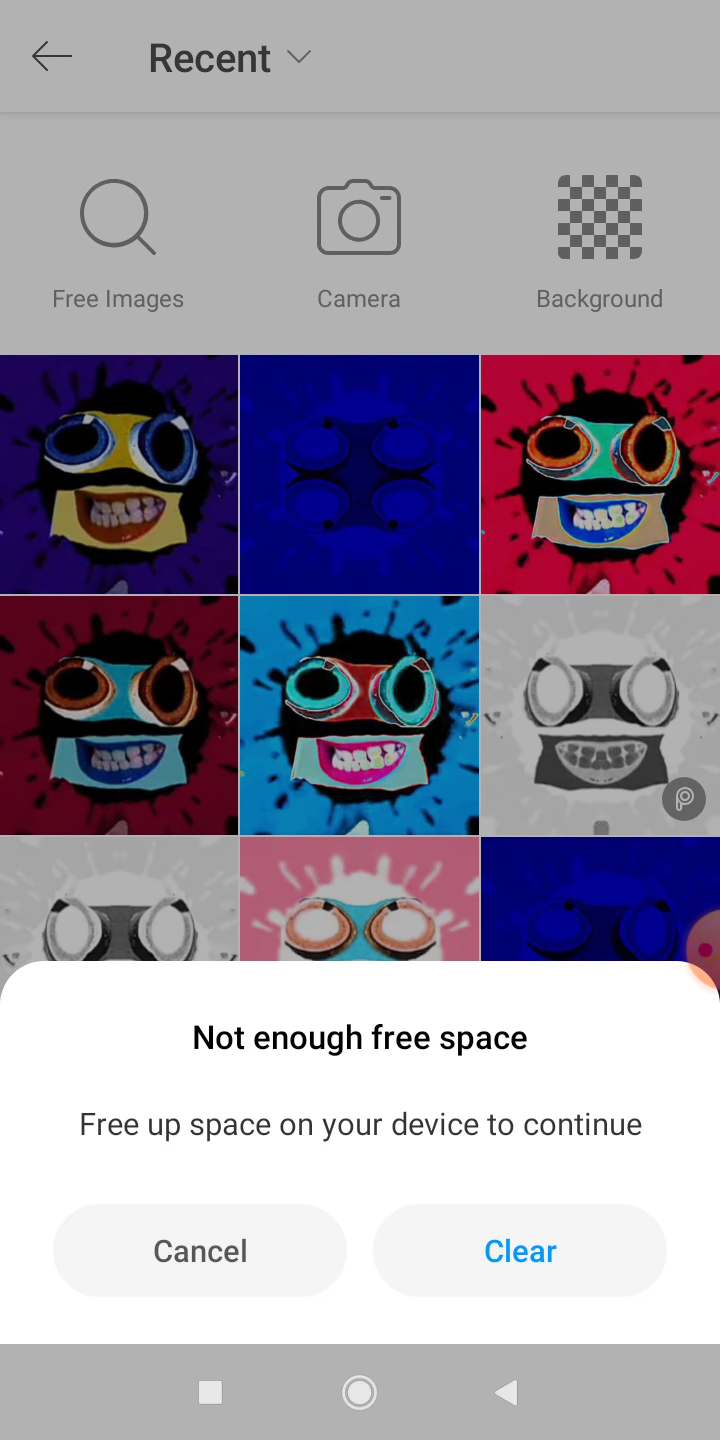 Recent
Free Images
Camera
Background
Not enough free space
Free up space on your device to continue
Cancel
Clear